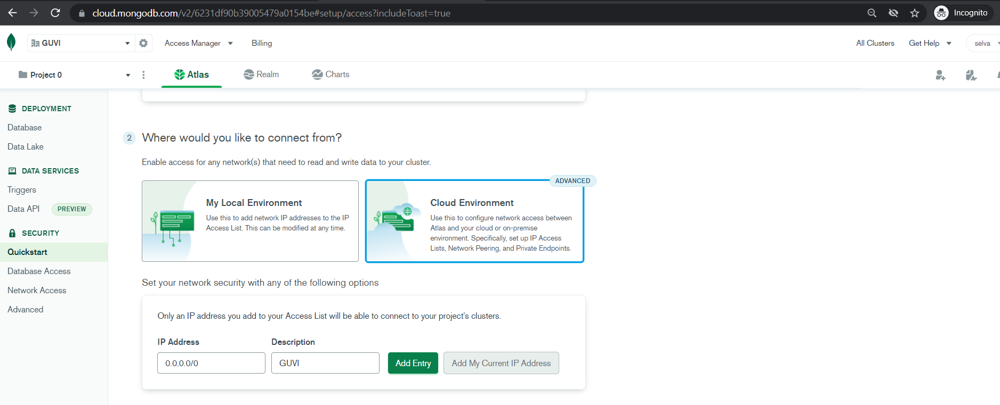 cloud.mongodb.com/v2/6231df90b39005479a0154be#setup/access?includeToast=true
Incognito
GUVI
Access Manager
Billing
All Clusters
Get Help
selva
Project 0
Atlas
Realm
Charts
DEPLOYMENT
Database
Data Lake
DATA SERVICES
Triggers
Data API PREVIEW
SECURITY
Quickstart
Database Access
Network Access
Advanced
2 Where would you like to connect from?
Enable access for any network(s) that need to read and write data to your cluster.
My Local Environment
Use this to add network IP addresses to the IP
Access List. This can be modified at any time.
ADVANCED
Cloud Environment
Use this to configure network access between
Atlas and your cloud or on-premise
environment. Specifically, set up IP Access
Lists, Network Peering, and Private Endpoints.
Set your network security with any of the following options
Only an IP address you add to your Access List will be able to connect to your project's clusters.
IP Address
Description
0.0.0.0/0
GUVI
Add Entry
Add My Current IP Address